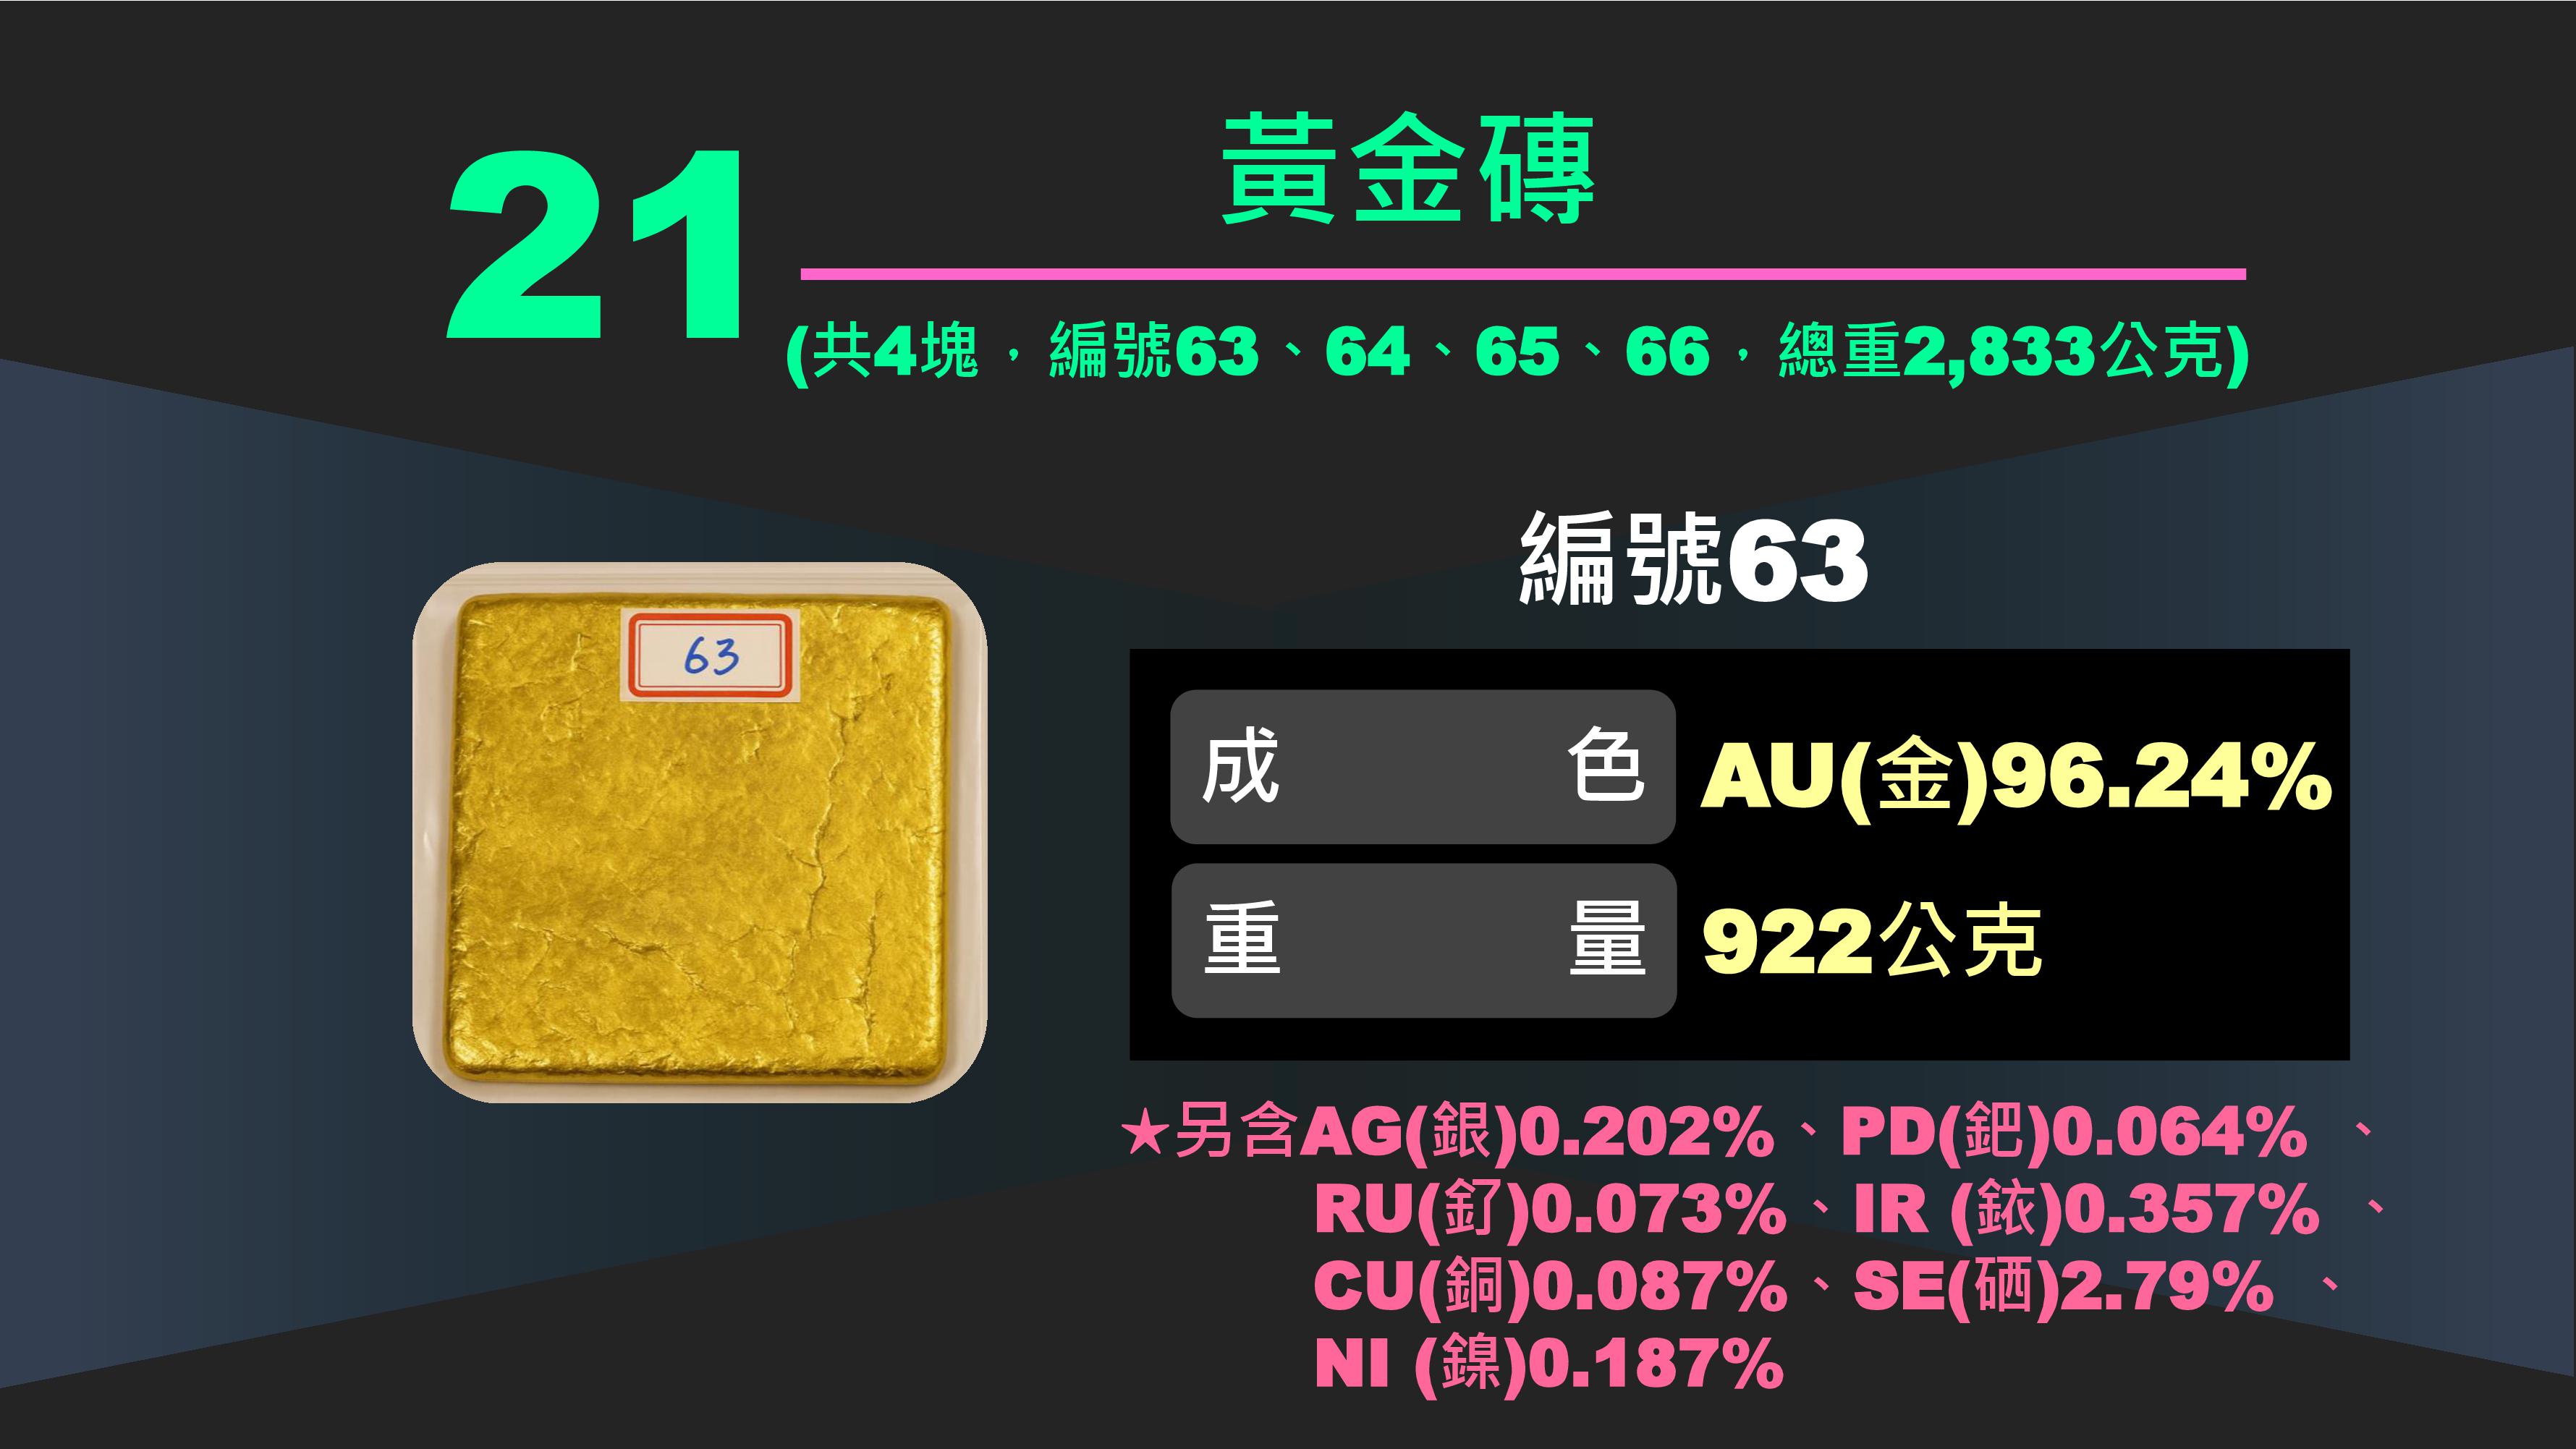 21
黃金磚
(共4塊，編號63、64、65、66，總重2,833公克)
編號63
63
成 色 AU(金)96.24%
重 量 922公克
★另含AG(銀)0.202%、PD(鈀)0.064% 、
RU(釕)0.073%、IR (銥)0.357% 、
CU(銅)0.087%、SE(硒)2.79% 、
NI (鎳)0.187%